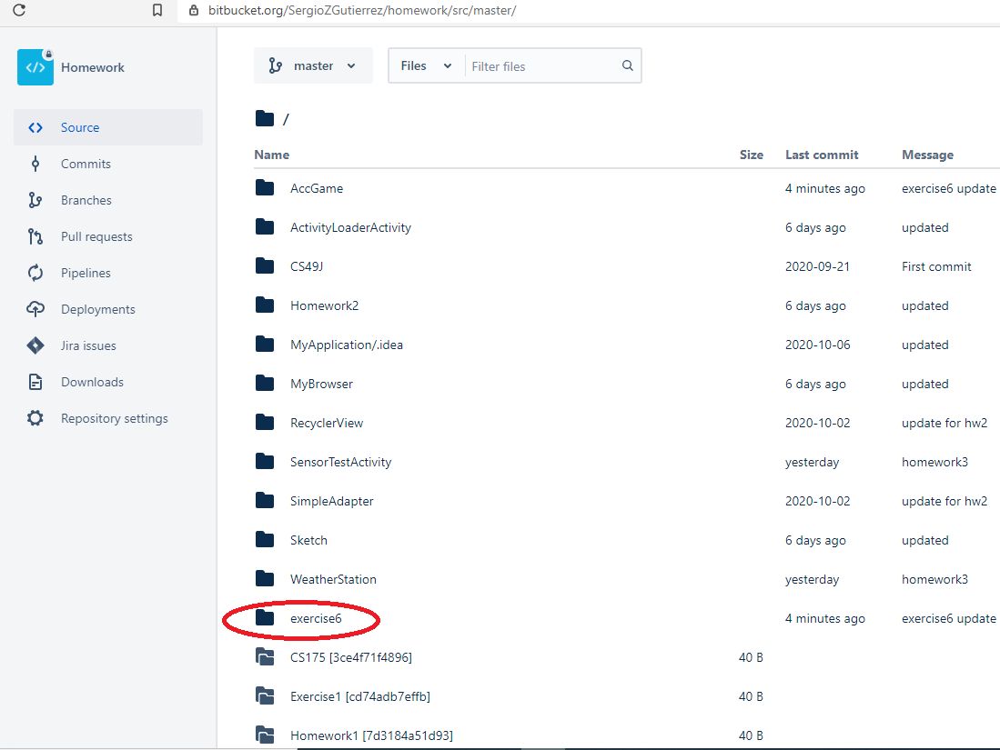 bitbucket.org/SergioZGutierrez/homework/src/master/
</> Homework
Source
Commits
Branches
Pull requests
Pipelines
Deployments
Jira issues
Downloads
Repository settings
master Files Filter files
/
Name Size Last commit Message
AccGame 4 minutes ago exercise6 update
ActivityLoaderActivity 6 days ago updated
CS49J 2020-09-21 First commit
Homework2 6 days ago updated
MyApplication/.idea 2020-10-06 updated
MyBrowser 6 days ago updated
RecyclerView 2020-10-02 update for hw2
SensorTestActivity yesterday homework3
SimpleAdapter 2020-10-02 update for hw2
Sketch 6 days ago updated
WeatherStation yesterday homework3
exercise6 4 minutes ago exercise6 update
CS175 [3ce4f71f4896] 40 B
Exercise1 [cd74adb7effb] 40 B
Homework1 [7d3184a51d93] 40 B